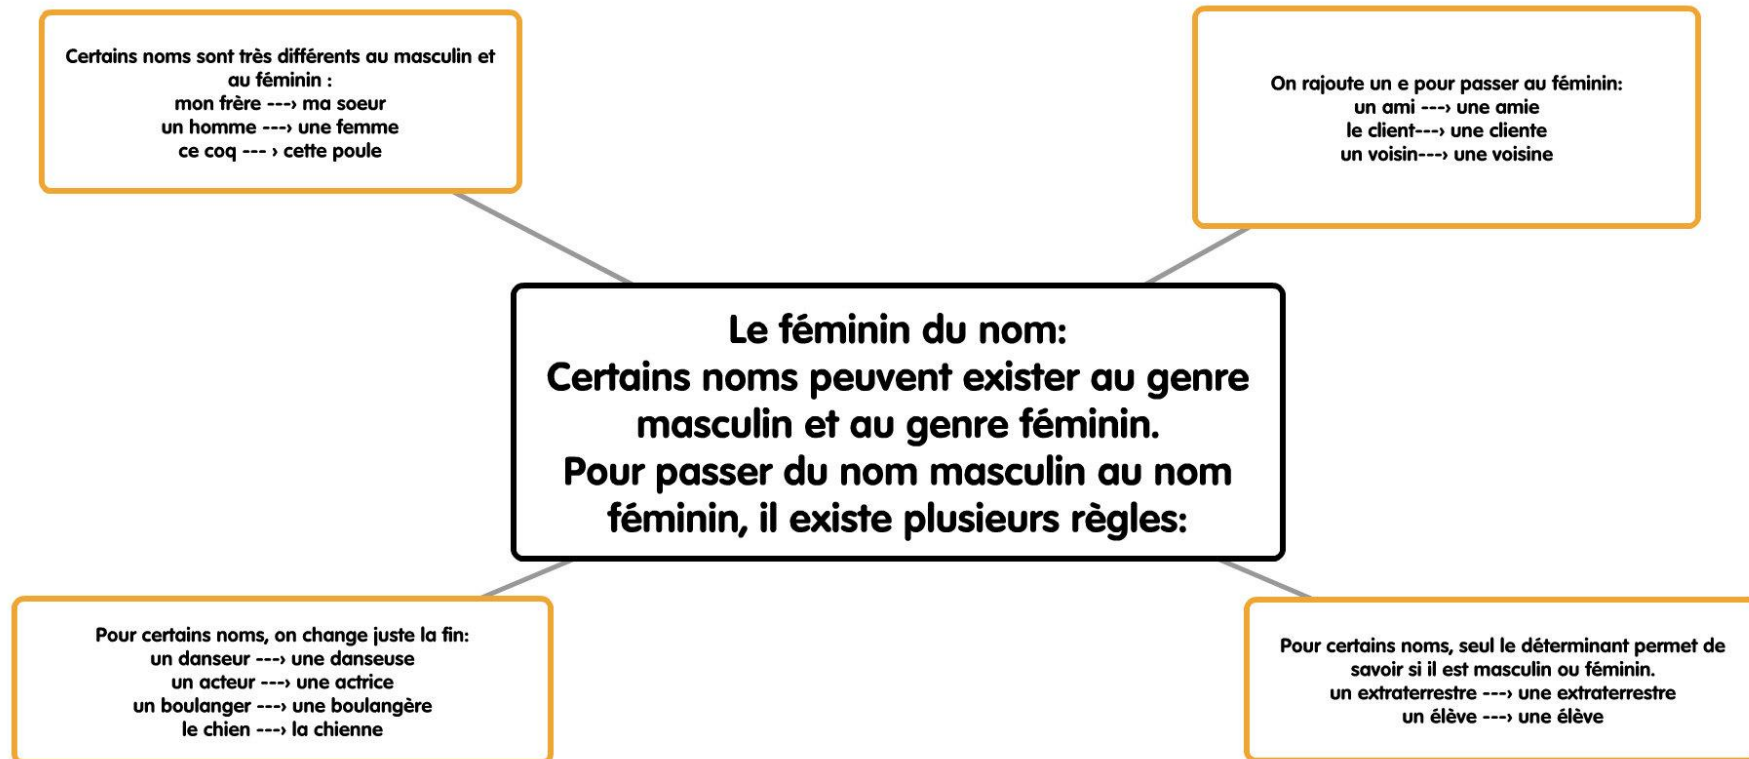 Certains noms sont très différents au masculin et
au féminin :
mon frère ---› ma soeur
un homme ---› une femme
ce coq --- › cette poule
On rajoute un e pour passer au féminin:
un ami ---› une amie
le client---› une cliente
un voisin---› une voisine
Le féminin du nom:
Certains noms peuvent exister au genre
masculin et au genre féminin.
Pour passer du nom masculin au nom
féminin, il existe plusieurs règles:
Pour certains noms, on change juste la fin:
un danseur ---› une danseuse
un acteur ---› une actrice
un boulanger ---› une boulangère
le chien ---› la chienne
Pour certains noms, seul le déterminant permet de
savoir si il est masculin ou féminin.
un extraterrestre ---› une extraterrestre
un élève ---› une élève